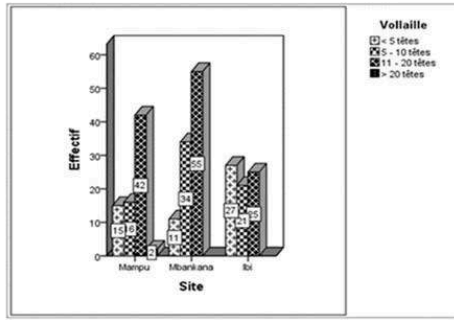 Vollaille
< 5 têtes
5 - 10 têtes
11 - 20 têtes
> 20 têtes
Effectif
60
50
40
30
20
10
0
15
16
42
2
11
34
55
27
21
25
Mampu
Mbankana
Ibi
Site